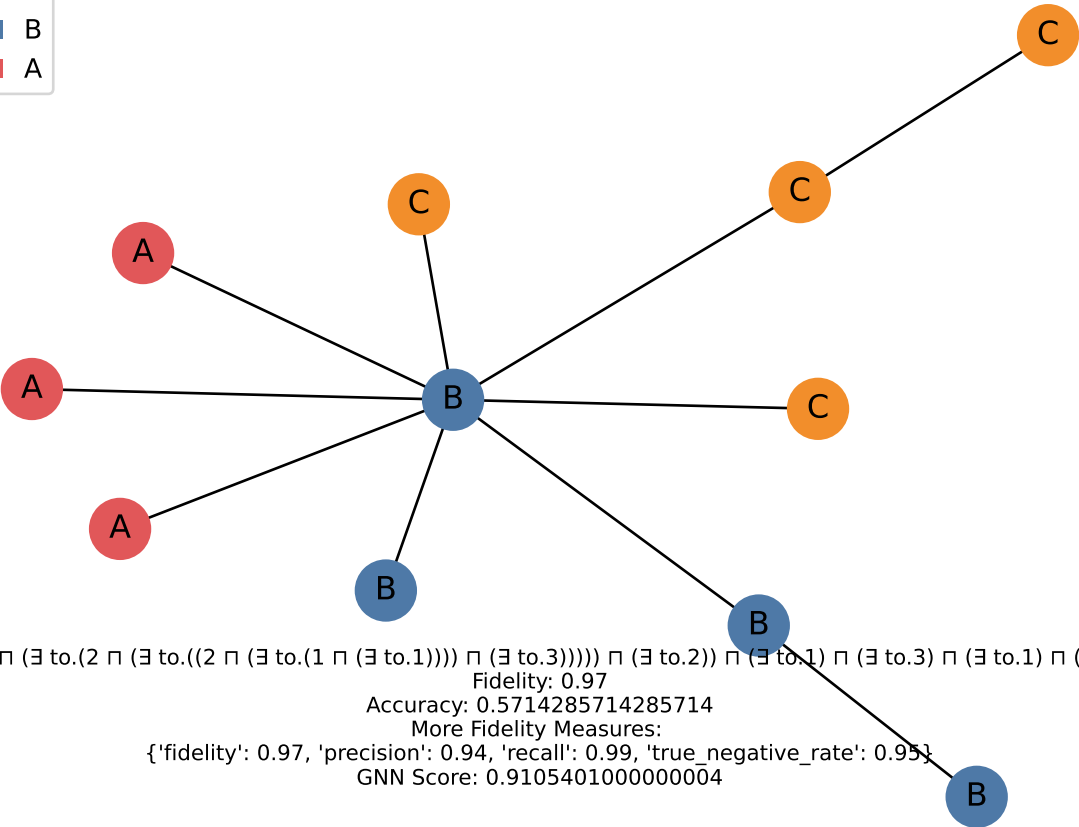 B
A
C
C
C
A
A
B
C
A
B
B
⊓ (∃ to.(2 ⊓ (∃ to.((2 ⊓ (∃ to.(1 ⊓ (∃ to.1)))) ⊓ (∃ to.3))))) ⊓ (∃ to.2)) ⊓ (∃ to.1) ⊓ (∃ to.3) ⊓ (∃ to.1) ⊓ (
Fidelity: 0.97
Accuracy: 0.5714285714285714
More Fidelity Measures:
{'fidelity': 0.97, 'precision': 0.94, 'recall': 0.99, 'true_negative_rate': 0.95}
GNN Score: 0.9105401000000004
B